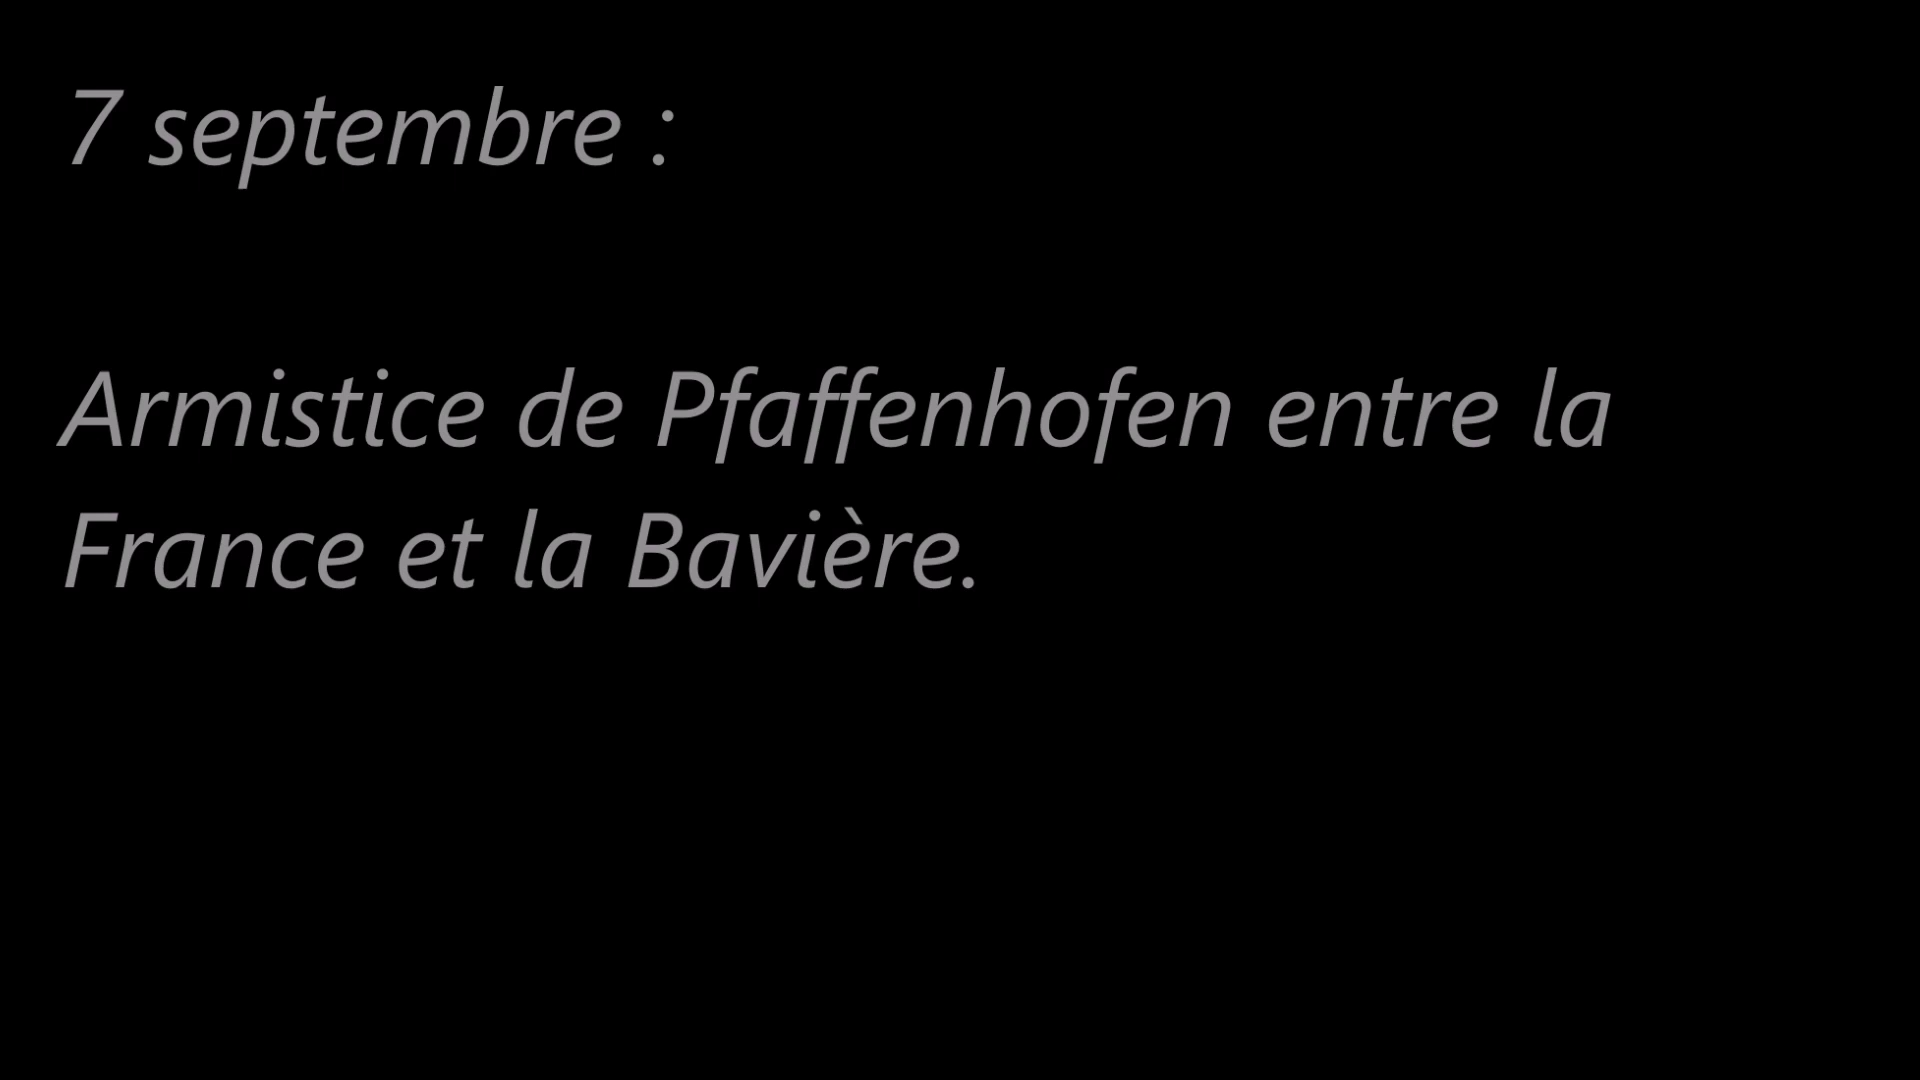 7 septembre :
Armistice de Pfaffenhofen entre la
France et la Bavière.